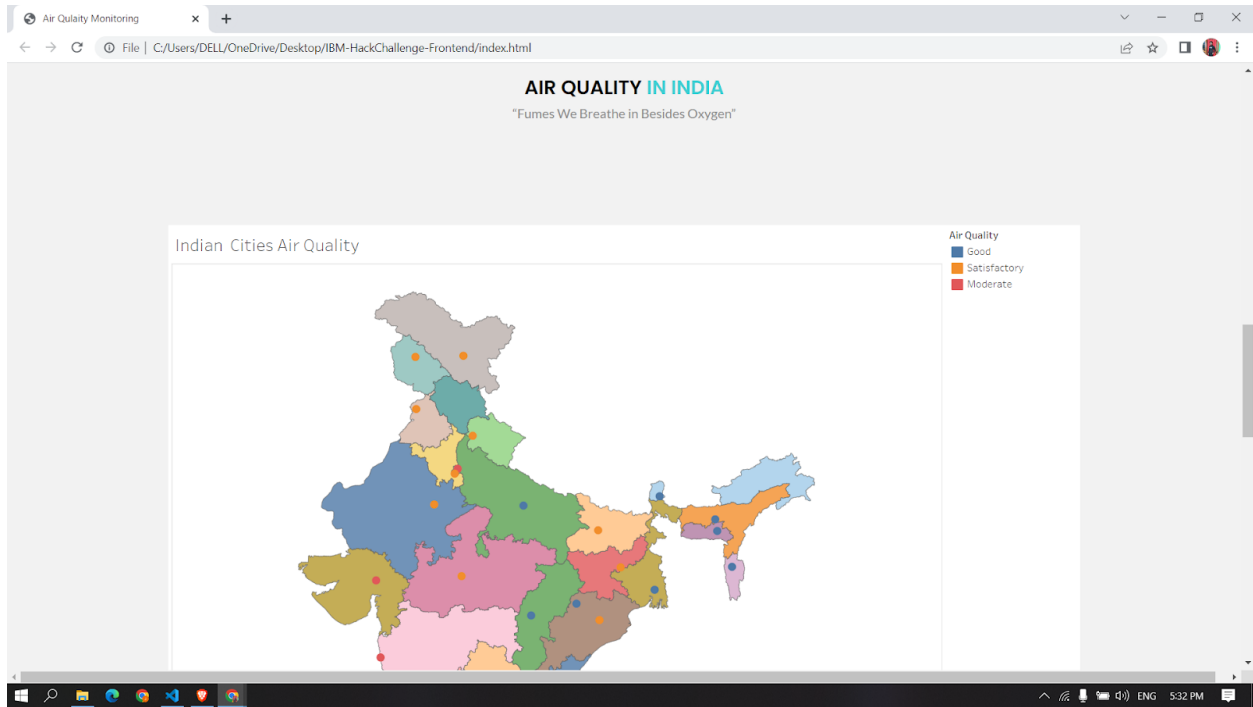 Air Qulaity Monitoring
File | C:/Users/DELL/OneDrive/Desktop/IBM-HackChallenge-Frontend/index.html
AIR QUALITY IN INDIA
“Fumes We Breathe in Besides Oxygen”
Indian Cities Air Quality
Air Quality
Good
Satisfactory
Moderate
ENG 5:32 PM